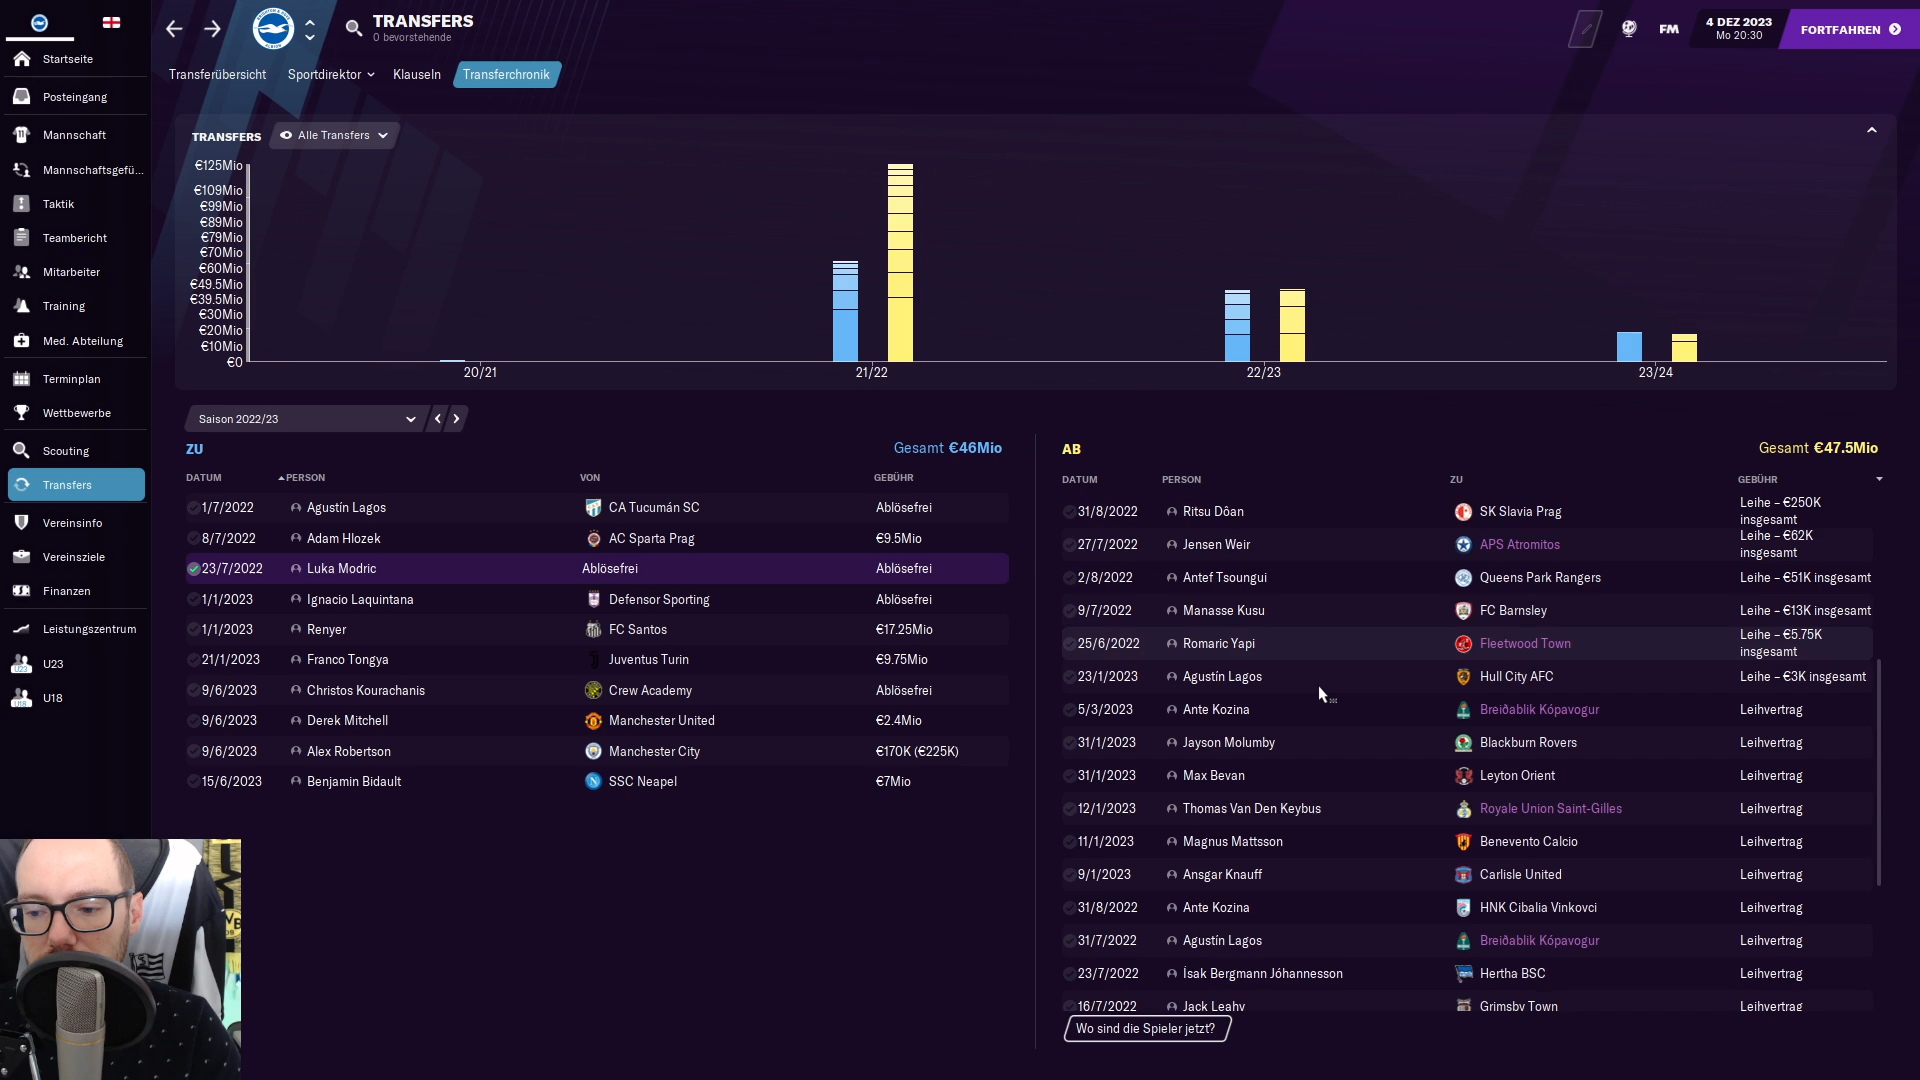 TRANSFERS
0 bevorstehende
FM
4 DEZ 2023
Mo 20:30
FORTFAHREN
Startseite
Posteingang
Mannschaft
Mannschaftsgefü...
Taktik
Teambericht
Mitarbeiter
Training
Med. Abteilung
Terminplan
Wettbewerbe
Scouting
Transfers
Vereinsinfo
Vereinsziele
Finanzen
Leistungszentrum
U23
U18
Transferübersicht Sportdirektor Klauseln Transferchronik
TRANSFERS Alle Transfers
€125Mio
€109Mio
€99Mio
€89Mio
€79Mio
€70Mio
€60Mio
€49.5Mio
€39.5Mio
€30Mio
€20Mio
€10Mio
€0
20/21 21/22 22/23 23/24
Saison 2022/23
ZU Gesamt €46Mio
DATUM PERSON VON GEBÜHR
1/7/2022 Agustín Lagos CA Tucumán SC Ablösefrei
8/7/2022 Adam Hlozek AC Sparta Prag €9.5Mio
23/7/2022 Luka Modric Ablösefrei Ablösefrei
1/1/2023 Ignacio Laquintana Defensor Sporting Ablösefrei
1/1/2023 Renyer FC Santos €17.25Mio
21/1/2023 Franco Tongya Juventus Turin €9.75Mio
9/6/2023 Christos Kourachanis Crew Academy Ablösefrei
9/6/2023 Derek Mitchell Manchester United €2.4Mio
9/6/2023 Alex Robertson Manchester City €170K (€225K)
15/6/2023 Benjamin Bidault SSC Neapel €7Mio
AB Gesamt €47.5Mio
DATUM PERSON ZU GEBÜHR
31/8/2022 Ritsu Dôan SK Slavia Prag Leihe – €250K insgesamt
27/7/2022 Jensen Weir APS Atromitos Leihe – €62K insgesamt
2/8/2022 Antef Tsoungui Queens Park Rangers Leihe – €51K insgesamt
9/7/2022 Manasse Kusu FC Barnsley Leihe – €13K insgesamt
25/6/2022 Romaric Yapi Fleetwood Town Leihe – €5.75K insgesamt
23/1/2023 Agustín Lagos Hull City AFC Leihe – €3K insgesamt
5/3/2023 Ante Kozina Breiðablik Kópavogur Leihvertrag
31/1/2023 Jayson Molumby Blackburn Rovers Leihvertrag
31/1/2023 Max Bevan Leyton Orient Leihvertrag
12/1/2023 Thomas Van Den Keybus Royale Union Saint-Gilles Leihvertrag
11/1/2023 Magnus Mattsson Benevento Calcio Leihvertrag
9/1/2023 Ansgar Knauff Carlisle United Leihvertrag
31/8/2022 Ante Kozina HNK Cibalia Vinkovci Leihvertrag
31/7/2022 Agustín Lagos Breiðablik Kópavogur Leihvertrag
23/7/2022 Ísak Bergmann Jóhannesson Hertha BSC Leihvertrag
16/7/2022 Jack Leahy Grimsby Town Leihvertrag
Wo sind die Spieler jetzt?